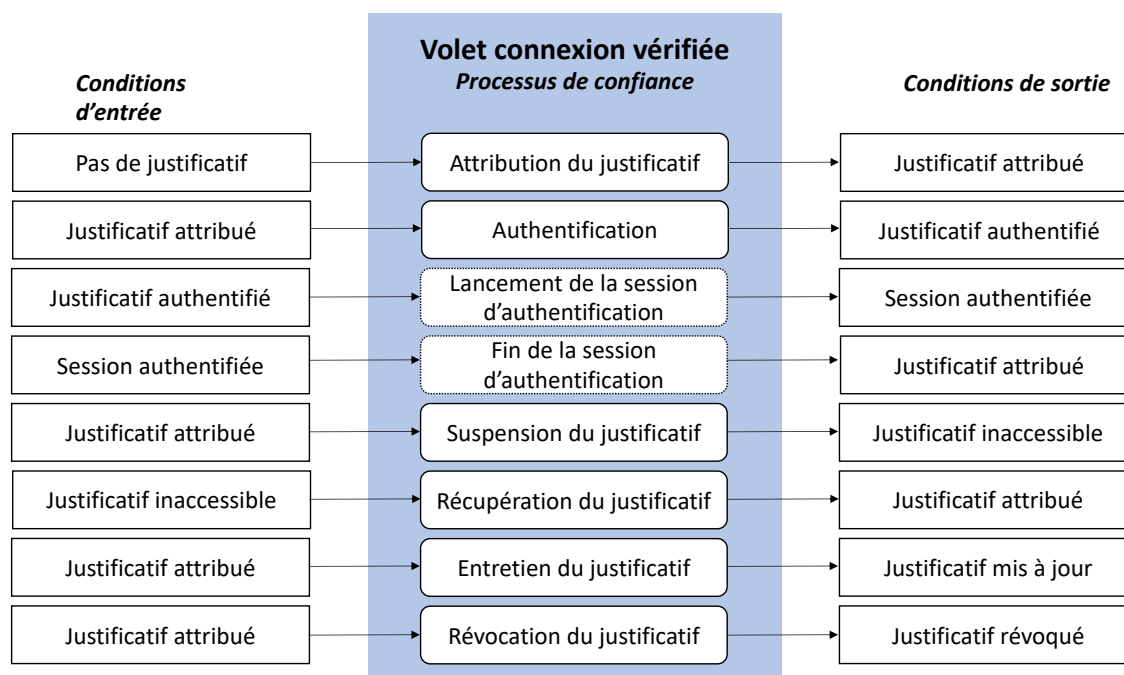 Volet connexion vérifiée
Conditions
d’entrée
Processus de confiance
Conditions de sortie
Pas de justificatif
Attribution du justificatif
Justificatif attribué
Justificatif attribué
Authentification
Justificatif authentifié
Justificatif authentifié
Lancement de la session
d’authentification
Session authentifiée
Session authentifiée
Fin de la session
d’authentification
Justificatif attribué
Justificatif attribué
Suspension du justificatif
Justificatif inaccessible
Justificatif inaccessible
Récupération du justificatif
Justificatif attribué
Justificatif attribué
Entretien du justificatif
Justificatif mis à jour
Justificatif attribué
Révocation du justificatif
Justificatif révoqué